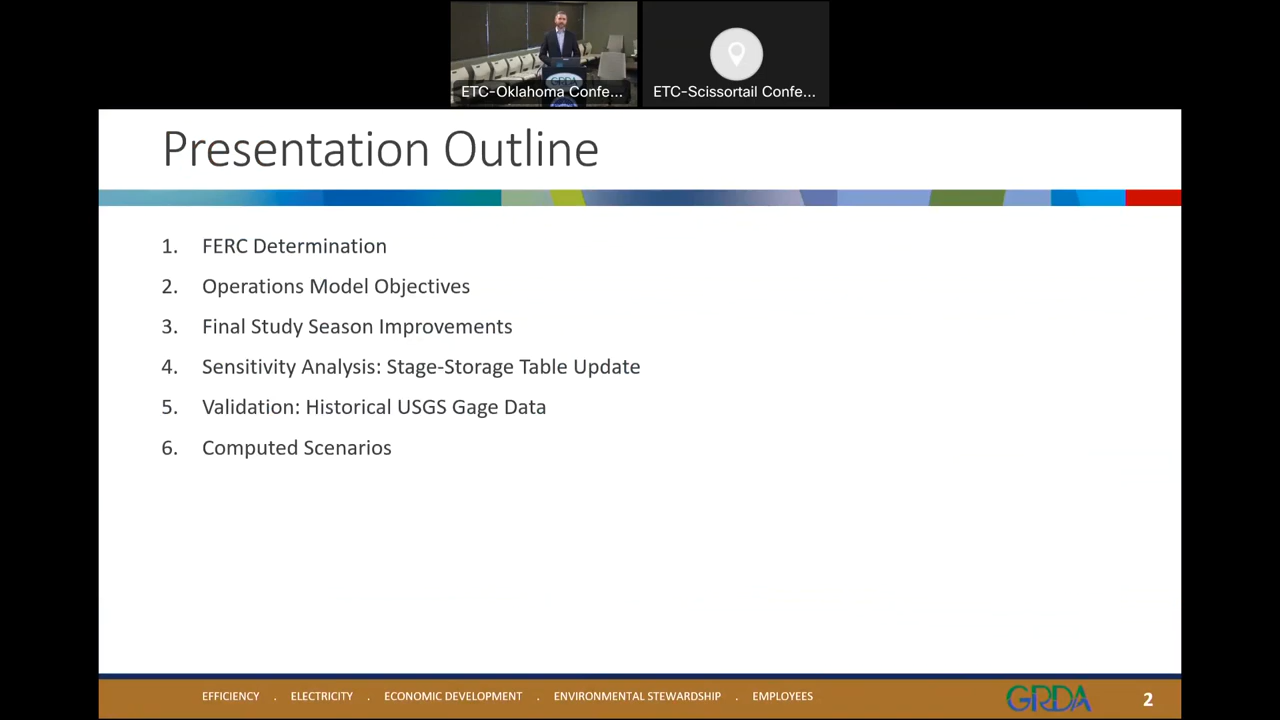 GRDA
ETC-Oklahoma Confe...
ETC-Scissortail Confe...
Presentation Outline
1. FERC Determination
2. Operations Model Objectives
3. Final Study Season Improvements
4. Sensitivity Analysis: Stage-Storage Table Update
5. Validation: Historical USGS Gage Data
6. Computed Scenarios
EFFICIENCY . ELECTRICITY . ECONOMIC DEVELOPMENT . ENVIRONMENTAL STEWARDSHIP . EMPLOYEES
GRDA
2